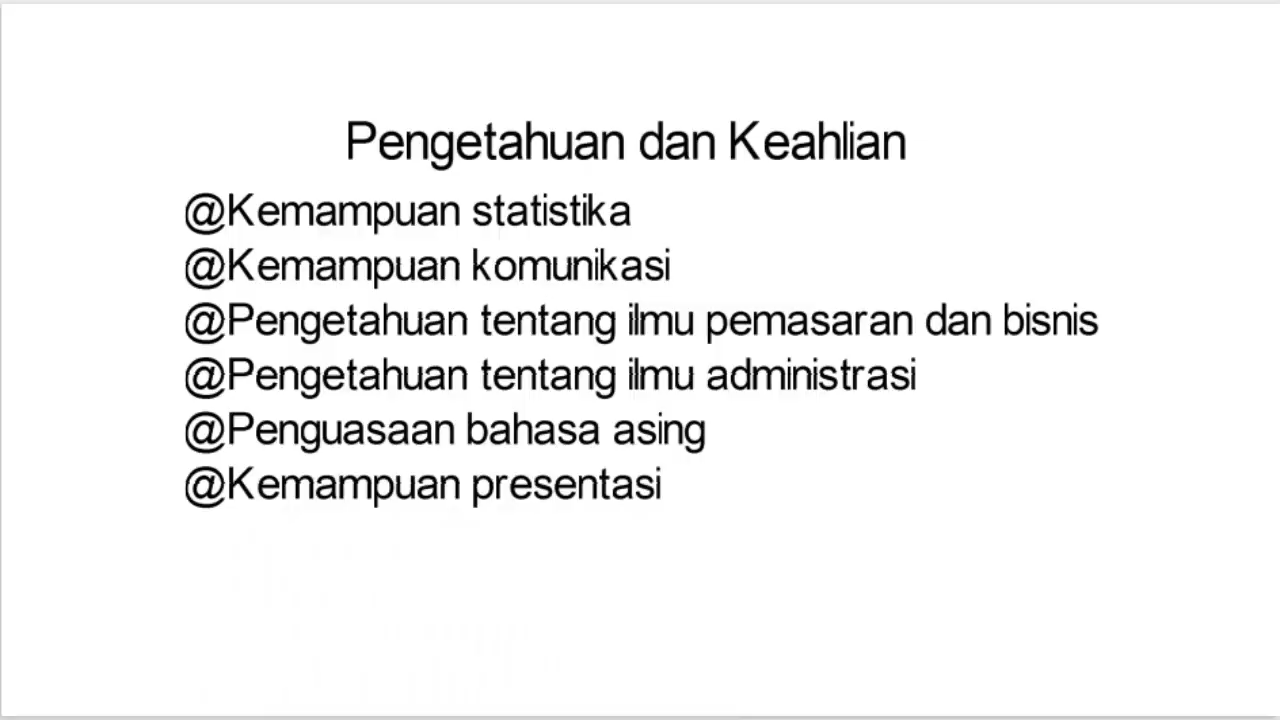 Pengetahuan dan Keahlian
@Kemampuan statistika
@Kemampuan komunikasi
@Pengetahuan tentang ilmu pemasaran dan bisnis
@Pengetahuan tentang ilmu administrasi
@Penguasaan bahasa asing
@Kemampuan presentasi